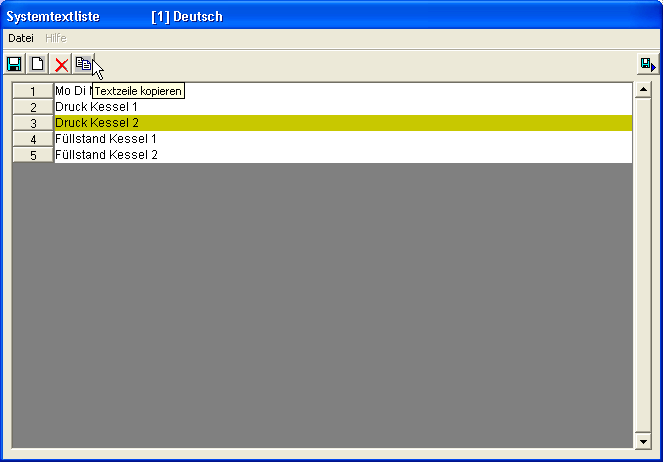 Systemtextliste [1] Deutsch
Datei Hilfe
1 Mo Di
Textzeile kopieren
2 Druck Kessel 1
3 Druck Kessel 2
4 Füllstand Kessel 1
5 Füllstand Kessel 2